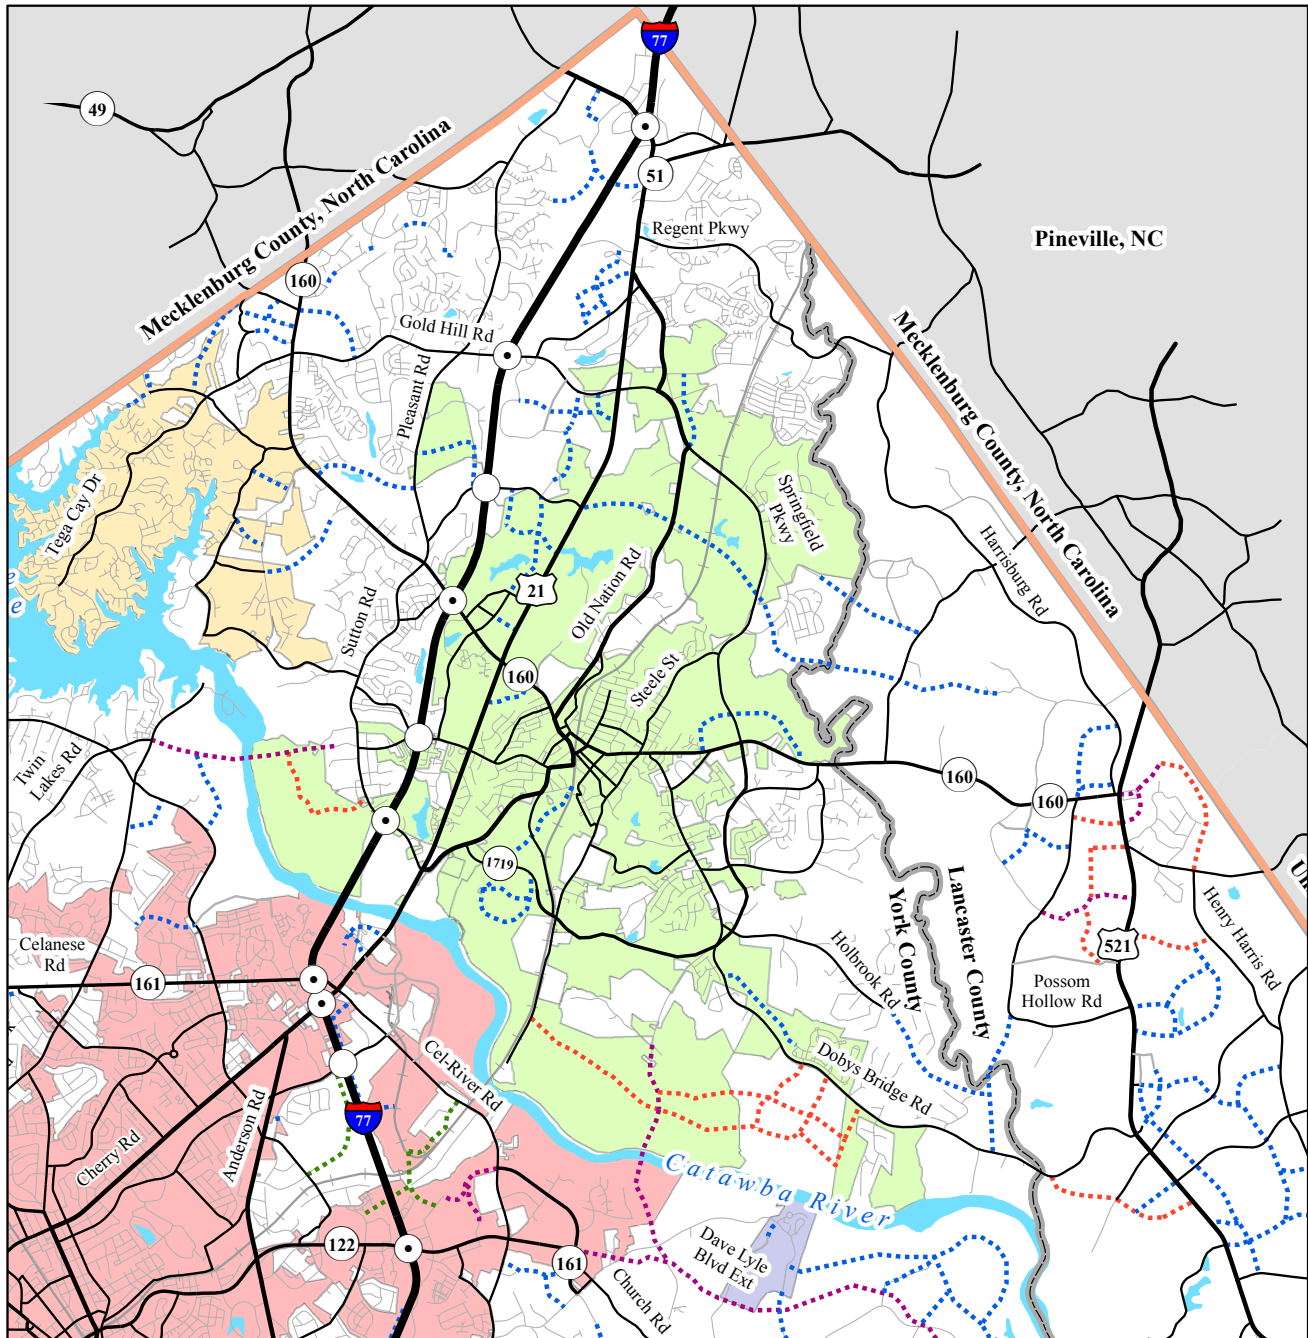 77
49
51
Mecklenburg County, North Carolina
Regent Pkwy
Pineville, NC
160
Gold Hill Rd
Pleasant Rd
Mecklenburg County, North Carolina
Tega Cay Dr
Springfield
Pkwy
Harrisburg Rd
e
e
21
Old Nation Rd
Sutton Rd
160
Steele St
Twin
Lakes Rd
160
160
1719
Lancaster County
York County
Un
Henry Harris Rd
Celanese
Rd
161
Holbrook Rd
521
Possom
Hollow Rd
Cel-River Rd
Dobys Bridge Rd
77
Anderson Rd
Cherry Rd
Catawba River
122
161
Dave Lyle
Blvd Ext
Church Rd